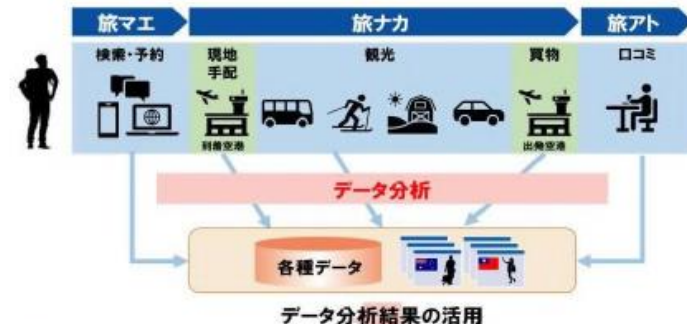 旅マエ
旅ナカ
旅アト
検索・予約
現地
手配
観光
買物
口コミ
到着空港
出発空港
データ分析
各種データ
データ分析結果の活用